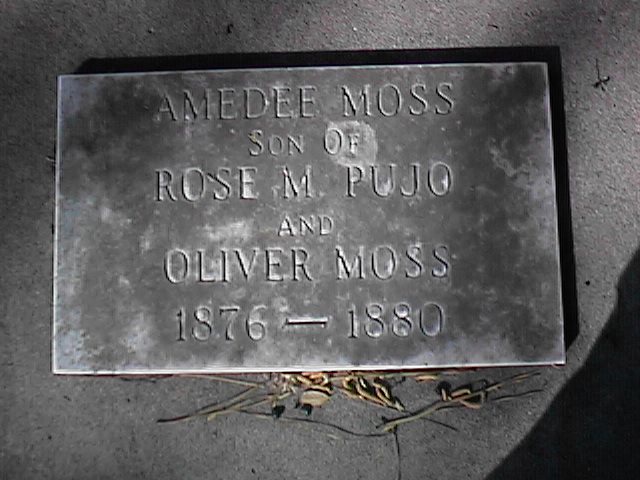 AMEDEE MOSS
SON OF
ROSE M. PUJO
AND
OLIVER MOSS
1876 — 1880